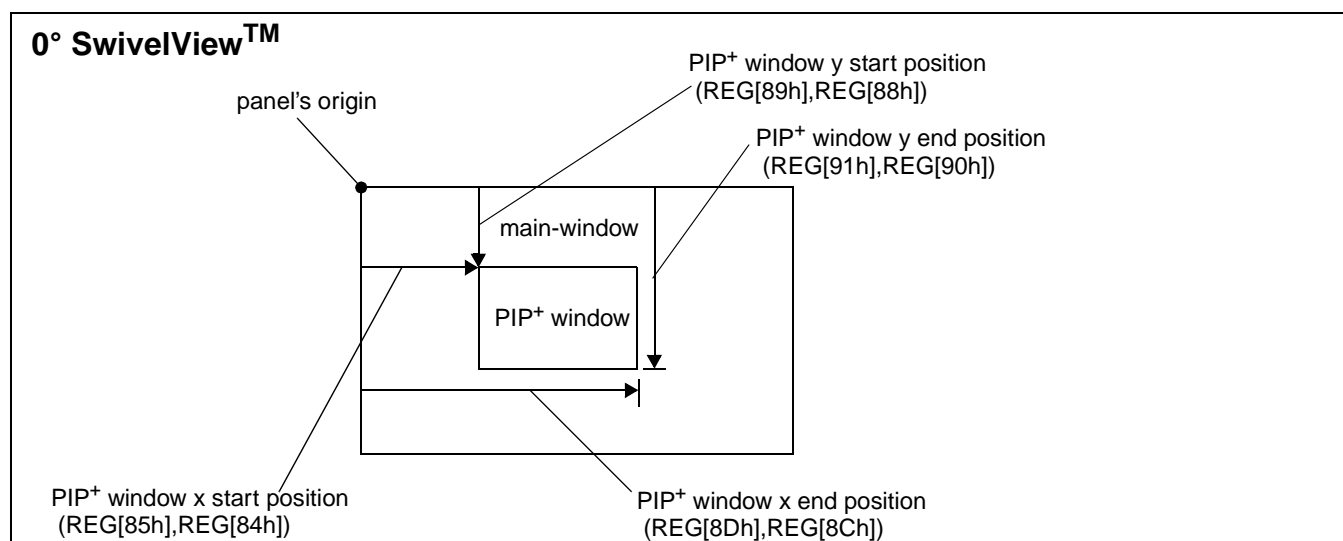 0° SwivelView™
PIP+ window y start position
(REG[89h],REG[88h])
panel's origin
PIP+ window y end position
(REG[91h],REG[90h])
main-window
PIP+ window
PIP+ window x start position
(REG[85h],REG[84h])
PIP+ window x end position
(REG[8Dh],REG[8Ch])